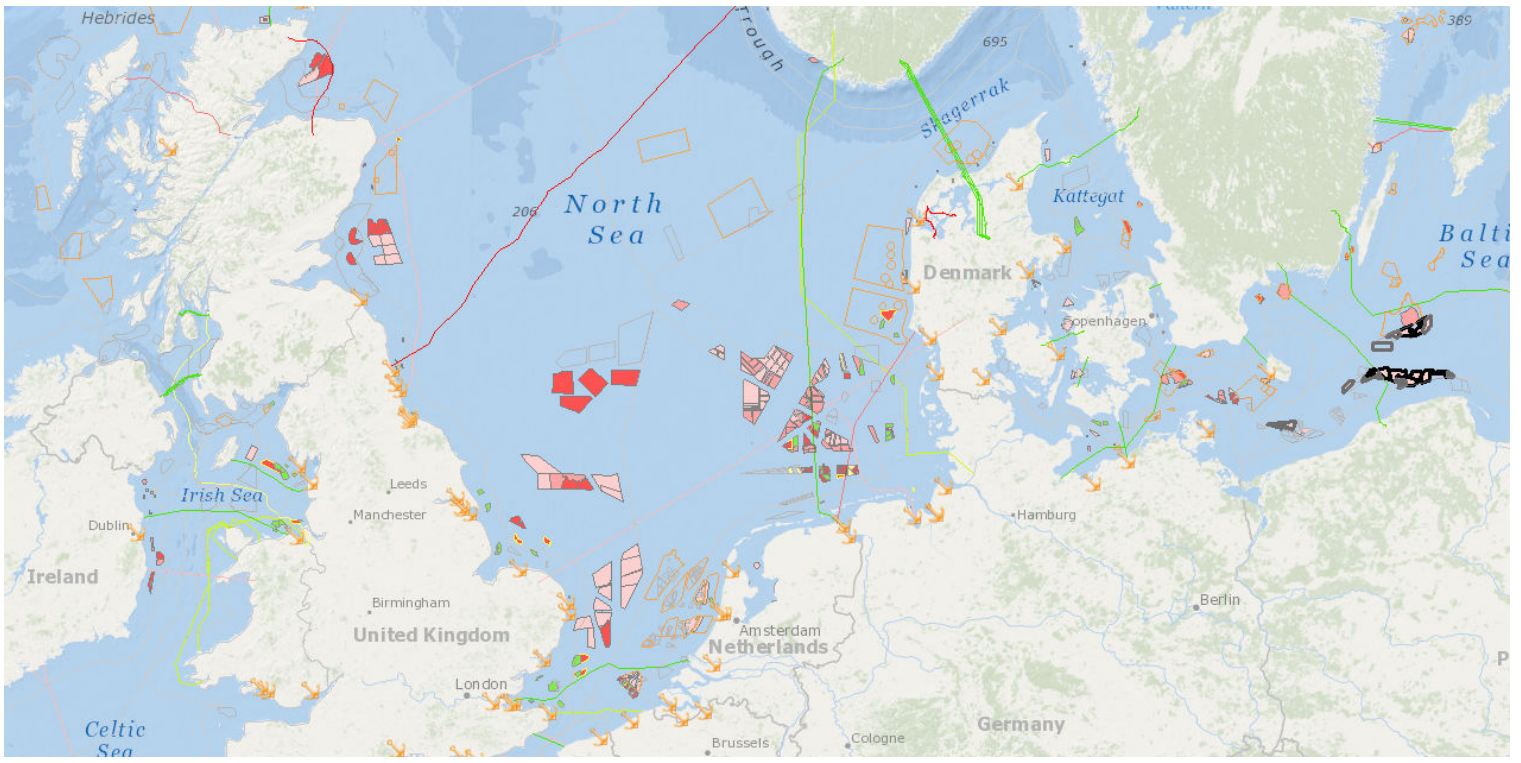 Hebrides
Trough
695
389
Skagerrak
206
North
Sea
Kattegat
Balti
Sea
Denmark
Copenhagen
Leeds
Irish Sea
Manchester
Dublin
Hamburg
Ireland
Berlin
Birmingham
United Kingdom
Amsterdam
Netherlands
P
London
Celtic
Sea
Germany
Cologne
Brussels